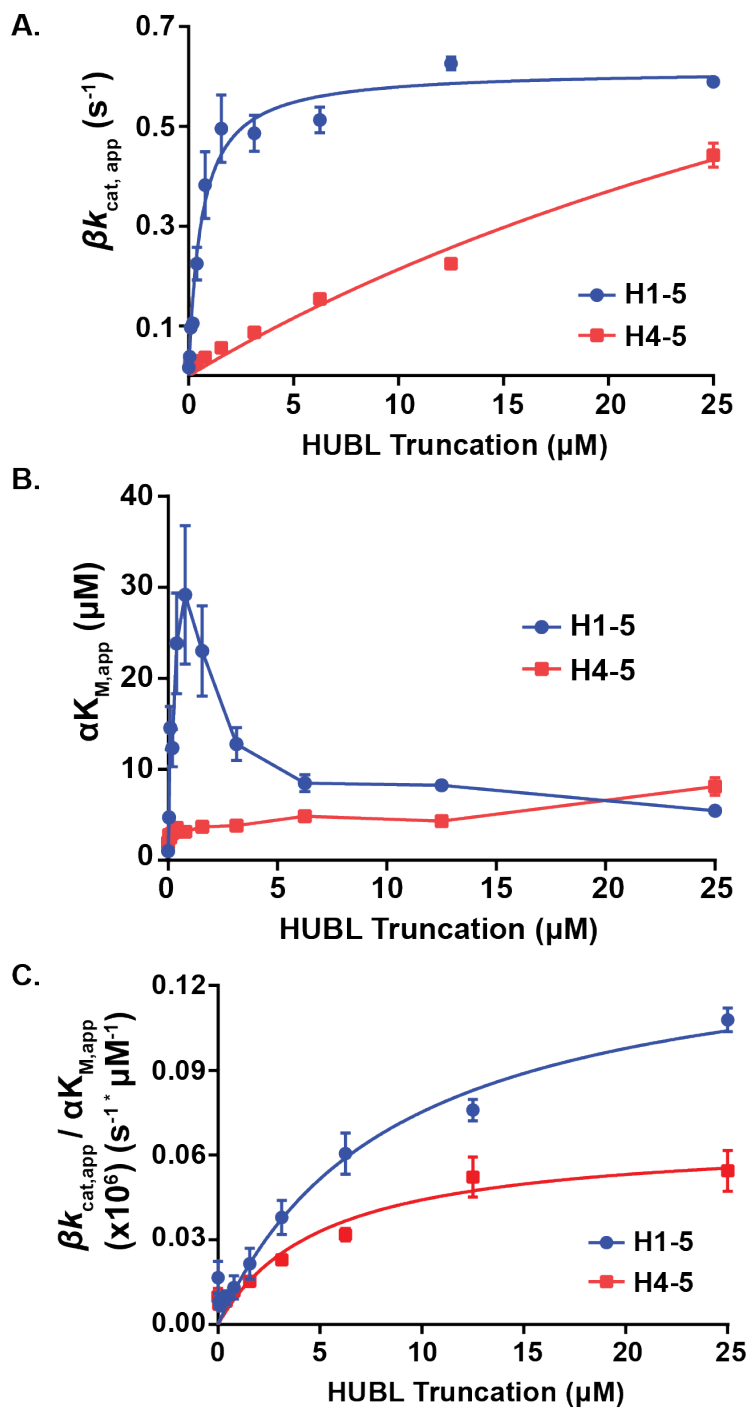 A.
βkcat, app (s-1)
0.7
0.5
0.3
0.1
0 5 10 15 20 25
HUBL Truncation (µM)
H1-5
H4-5
B.
αKM,app (µM)
40
30
20
10
0
0 5 10 15 20 25
HUBL Truncation (µM)
H1-5
H4-5
C.
βkcat,app / αKM,app
(x10⁶) (s-1 * µM-1)
0.12
0.09
0.06
0.03
0.00
0 5 10 15 20 25
HUBL Truncation (µM)
H1-5
H4-5